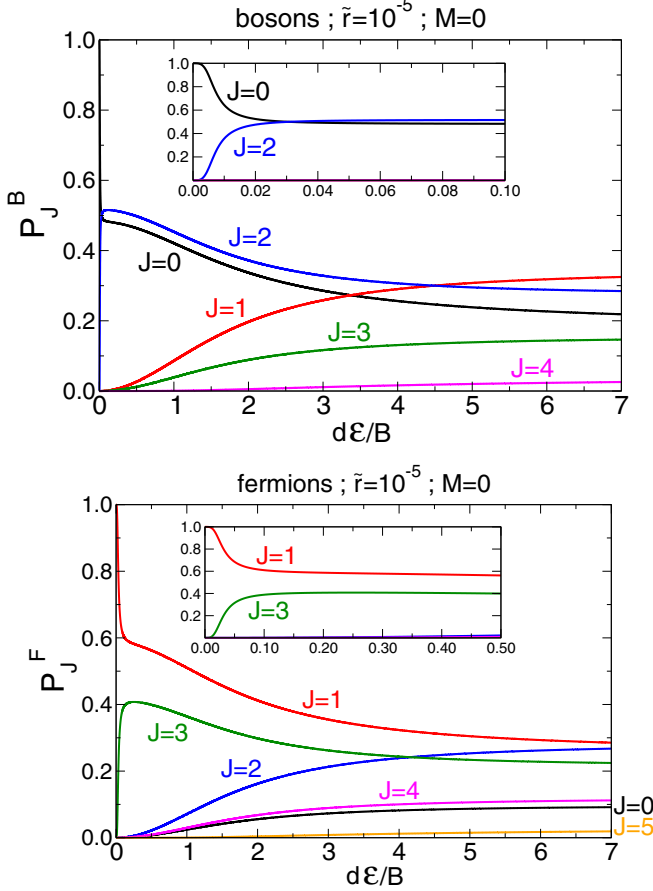 bosons ; r̃=10⁻⁵ ; M=0
1.0
0.8
0.6
0.4
0.2
0.0
P_J^B
1.0
0.8
0.6
0.4
0.2
0.00 0.02 0.04 0.06 0.08 0.10
J=0
J=2
J=2
J=0
J=1
J=3
J=4
0 1 2 3 4 5 6 7
dℰ/B
fermions ; r̃=10⁻⁵ ; M=0
1.0
0.8
0.6
0.4
0.2
0.0
P_J^F
1.0
0.8
0.6
0.4
0.2
0.00 0.10 0.20 0.30 0.40 0.50
J=1
J=3
J=1
J=3
J=2
J=4
J=0
J=5
0 1 2 3 4 5 6 7
dℰ/B